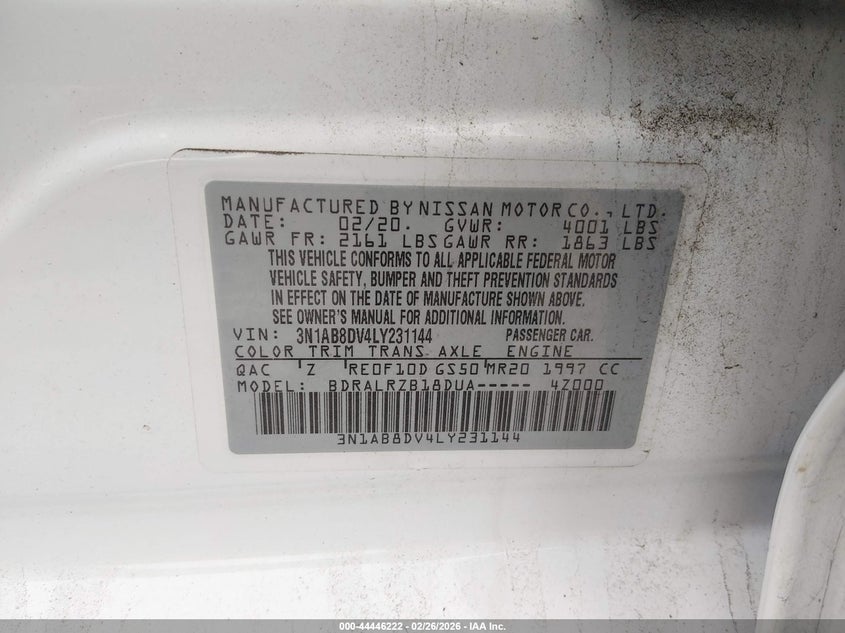 MANUFACTURED BY NISSAN MOTOR CO., LTD.
DATE: 02/20. GVWR: 4001 LBS
GAWR FR: 2161 LBS GAWR RR: 1863 LBS
THIS VEHICLE CONFORMS TO ALL APPLICABLE FEDERAL MOTOR
VEHICLE SAFETY, BUMPER AND THEFT PREVENTION STANDARDS
IN EFFECT ON THE DATE OF MANUFACTURE SHOWN ABOVE.
SEE OWNER'S MANUAL FOR ADDITIONAL INFORMATION.
VIN: 3N1AB8DV4LY231144 PASSENGER CAR.
COLOR TRIM TRANS AXLE ENGINE
QAC Z RE0F10D GS50 MR20 1997 CC
MODEL: BDRALRZB18DUA----- 4Z000
3N1AB8DV4LY231144
000-44446222 - 02/26/2026 - IAA Inc.